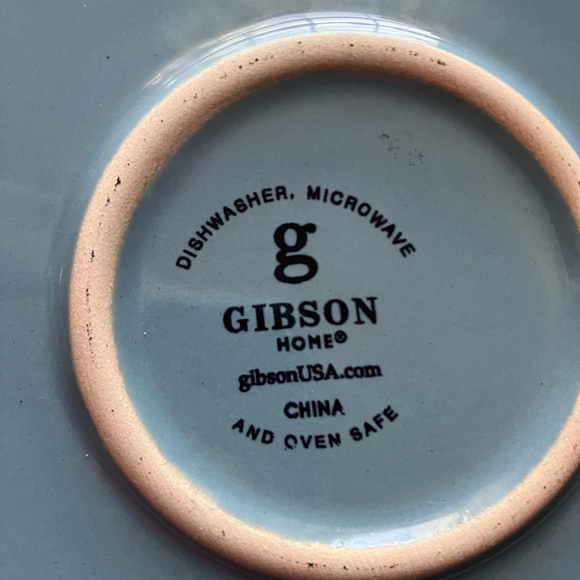 DISHWASHER, MICROWAVE
g
GIBSON
HOME®
gibsonUSA.com
CHINA
AND OVEN SAFE